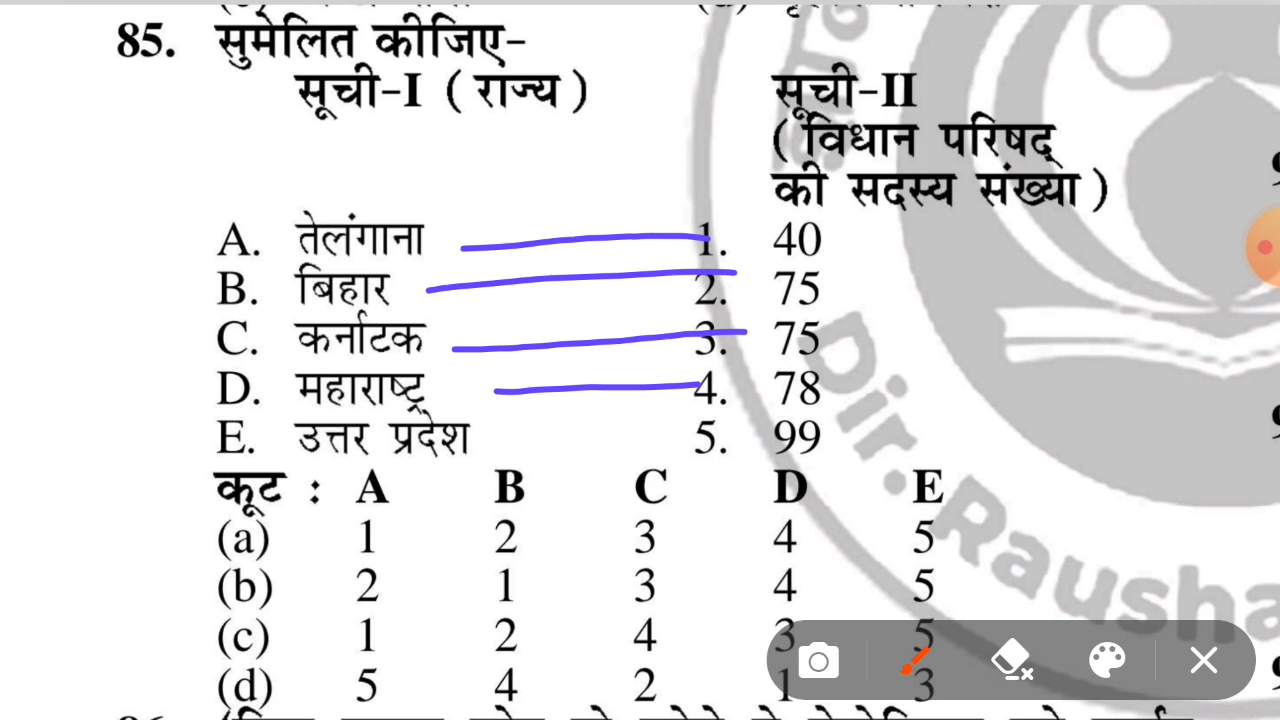 85. सुमेलित कीजिए-
सूची-I ( राज्य ) सूची-II
( विधान परिषद्
की सदस्य संख्या )
A. तेलंगाना 1. 40
B. बिहार 2. 75
C. कर्नाटक 3. 75
D. महाराष्ट्र 4. 78
E. उत्तर प्रदेश 5. 99
कूट : A B C D E
(a) 1 2 3 4 5
(b) 2 1 3 4 5
(c) 1 2 4 3 5
(d) 5 4 2 1 3
Dir. Rausha